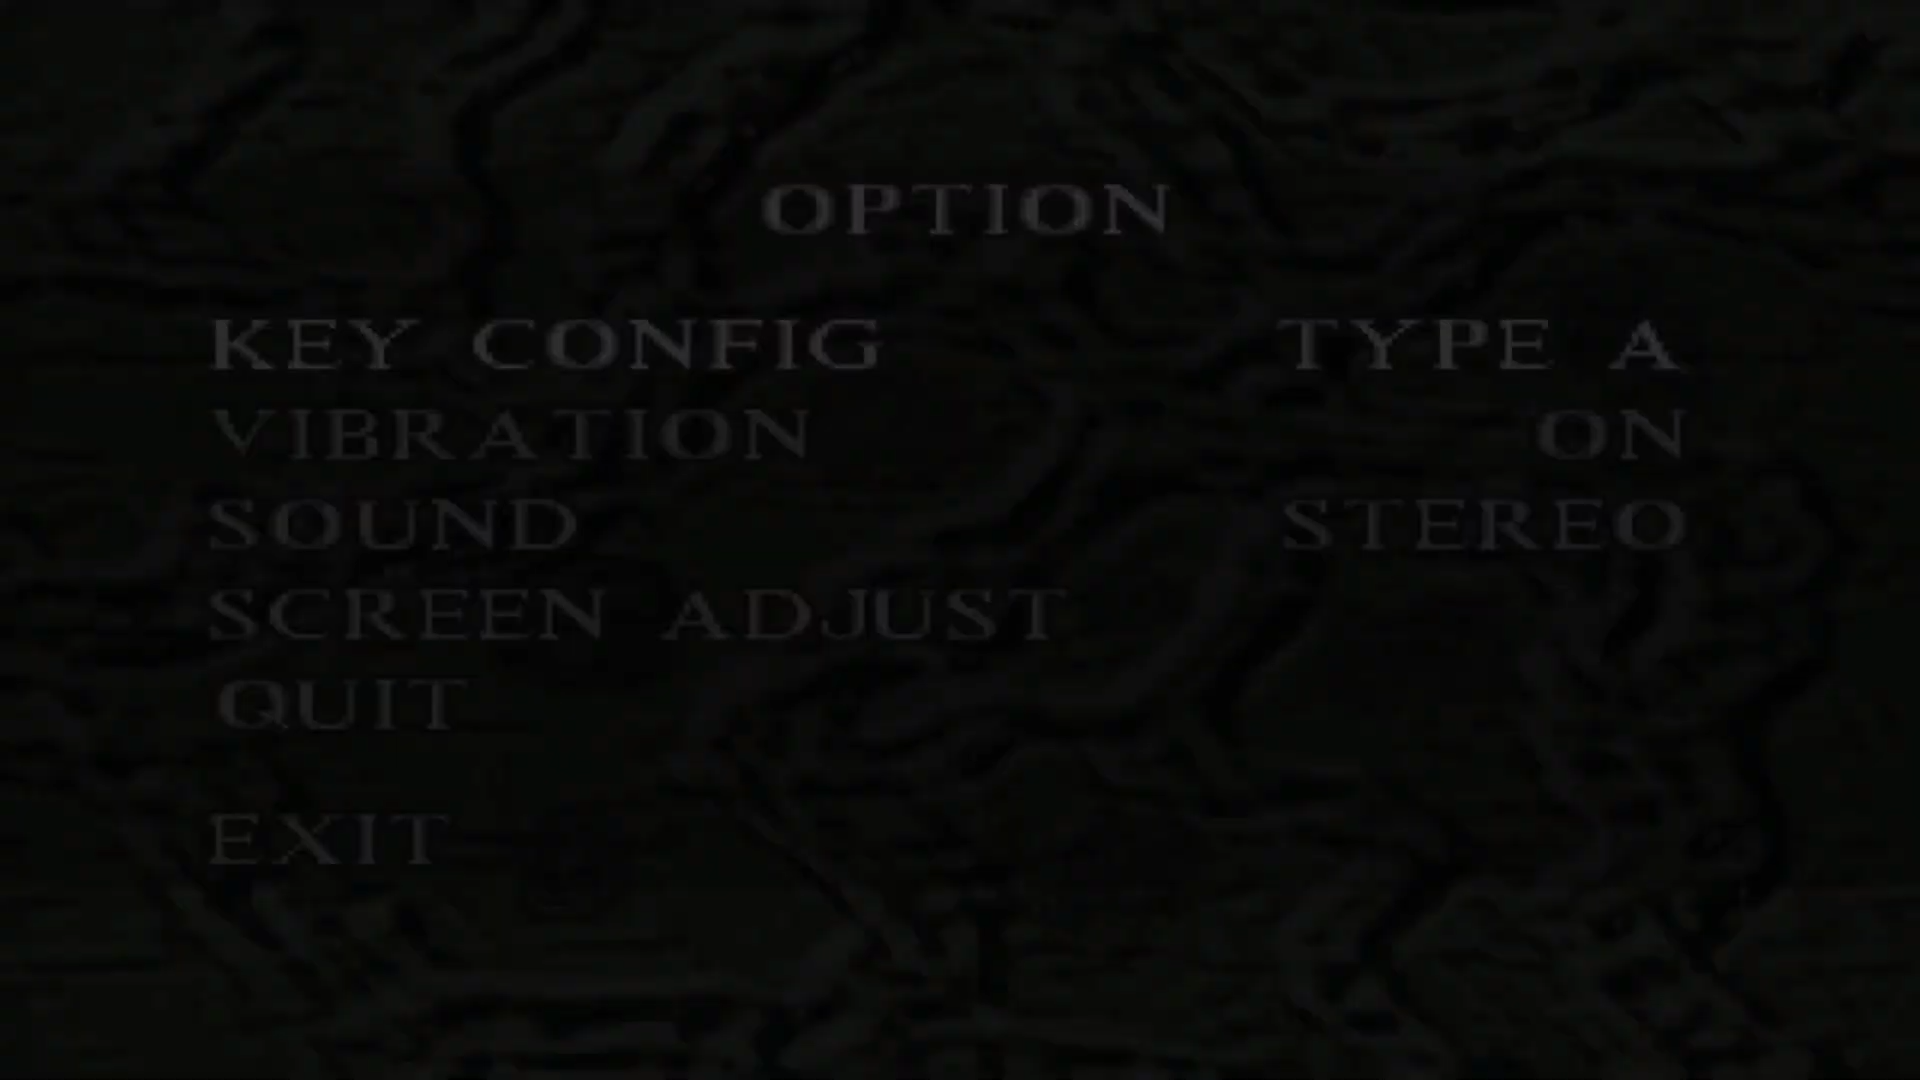 OPTION
KEY CONFIG TYPE A
VIBRATION ON
SOUND STEREO
SCREEN ADJUST
QUIT
EXIT